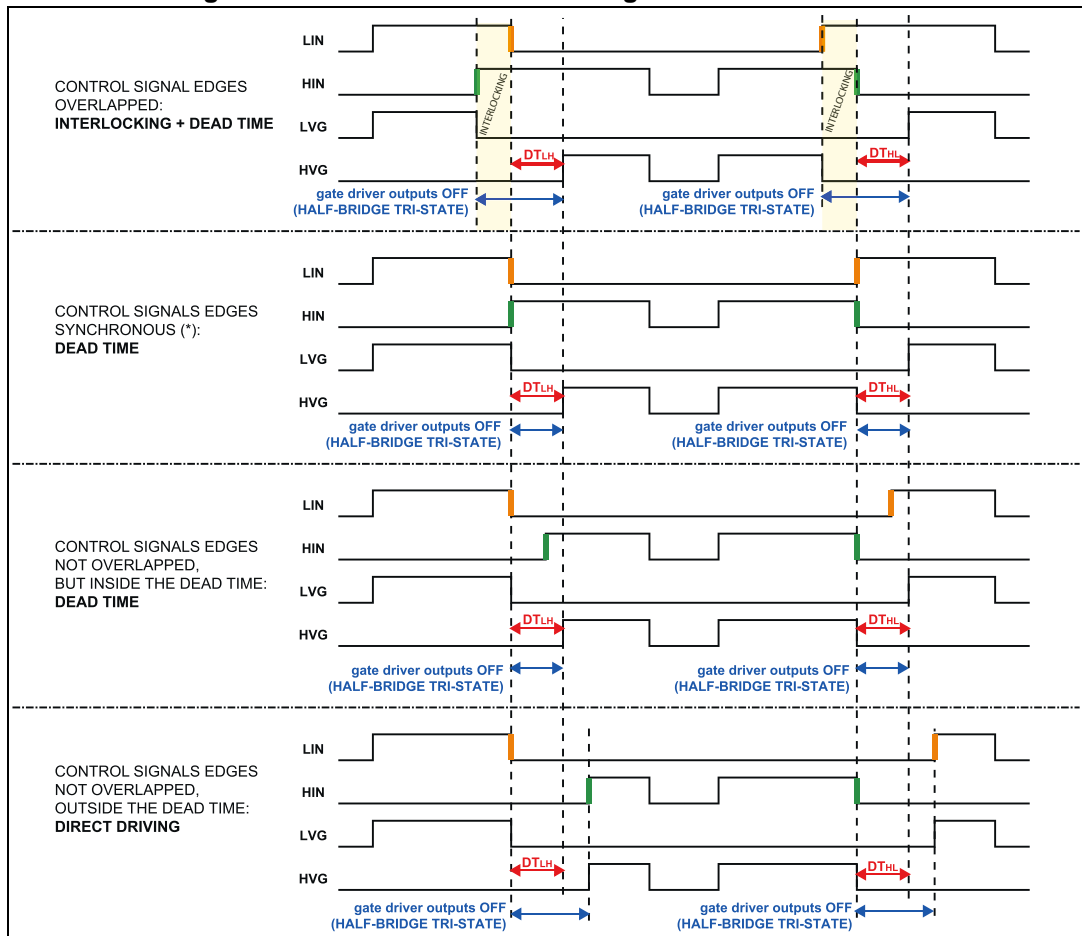 LIN
HIN
LVG
HVG
CONTROL SIGNAL EDGES
OVERLAPPED:
INTERLOCKING + DEAD TIME
INTERLOCKING
INTERLOCKING
DTLH
DTHL
gate driver outputs OFF
(HALF-BRIDGE TRI-STATE)
gate driver outputs OFF
(HALF-BRIDGE TRI-STATE)
LIN
HIN
LVG
HVG
CONTROL SIGNALS EDGES
SYNCHRONOUS (*):
DEAD TIME
DTLH
DTHL
gate driver outputs OFF
(HALF-BRIDGE TRI-STATE)
gate driver outputs OFF
(HALF-BRIDGE TRI-STATE)
LIN
HIN
LVG
HVG
CONTROL SIGNALS EDGES
NOT OVERLAPPED,
BUT INSIDE THE DEAD TIME:
DEAD TIME
DTLH
DTHL
gate driver outputs OFF
(HALF-BRIDGE TRI-STATE)
gate driver outputs OFF
(HALF-BRIDGE TRI-STATE)
LIN
HIN
LVG
HVG
CONTROL SIGNALS EDGES
NOT OVERLAPPED,
OUTSIDE THE DEAD TIME:
DIRECT DRIVING
DTLH
DTHL
gate driver outputs OFF
(HALF-BRIDGE TRI-STATE)
gate driver outputs OFF
(HALF-BRIDGE TRI-STATE)